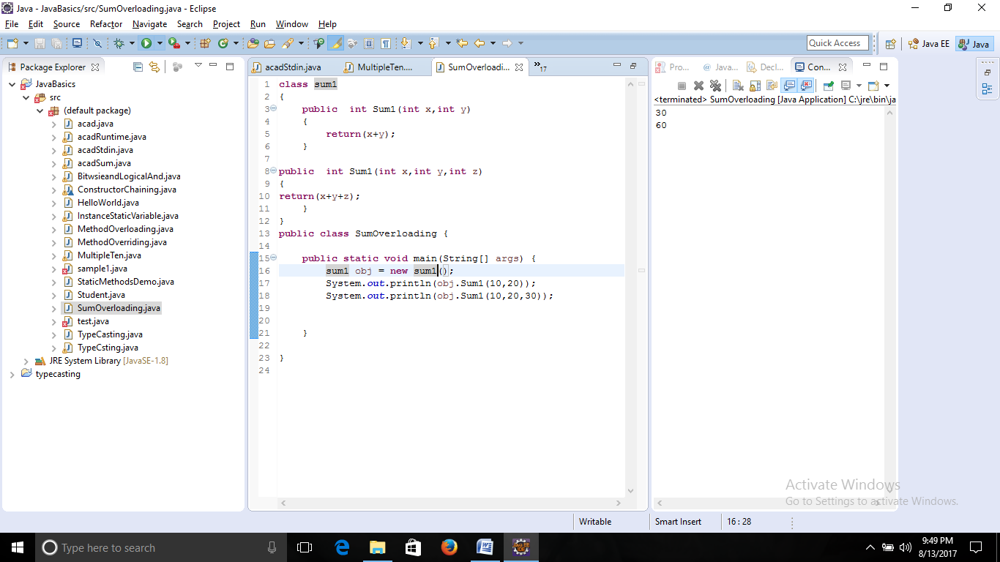 Java - JavaBasics/src/SumOverloading.java - Eclipse
File Edit Source Refactor Navigate Search Project Run Window Help
Quick Access Java EE Java
Package Explorer
JavaBasics
src
(default package)
acad.java
acadRuntime.java
acadStdin.java
acadSum.java
BitwsieandLogicalAnd.java
ConstructorChaining.java
HelloWorld.java
InstanceStaticVariable.java
MethodOverloading.java
MethodOverriding.java
MultipleTen.java
sample1.java
StaticMethodsDemo.java
Student.java
SumOverloading.java
test.java
TypeCasting.java
TypeCsting.java
JRE System Library [JavaSE-1.8]
typecasting
acadStdin.java MultipleTen.... SumOverloadi... »17
1 class sum1
2 {
3 public  int Sum1(int x,int y)
4 {
5 return(x+y);
6 }
7
8 public  int Sum1(int x,int y,int z)
9 {
10 return(x+y+z);
11 }
12 }
13 public class SumOverloading {
14
15 public static void main(String[] args) {
16 sum1 obj = new sum1();
17 System.out.println(obj.Sum1(10,20));
18 System.out.println(obj.Sum1(10,20,30));
19
20
21 }
22
23 }
24
Pro... @ Java... Decl... Con...
<terminated> SumOverloading [Java Application] C:\jre\bin\ja
30
60
Activate Windows
Go to Settings to activate Windows.
Writable Smart Insert 16 : 28
Type here to search
9:49 PM
8/13/2017